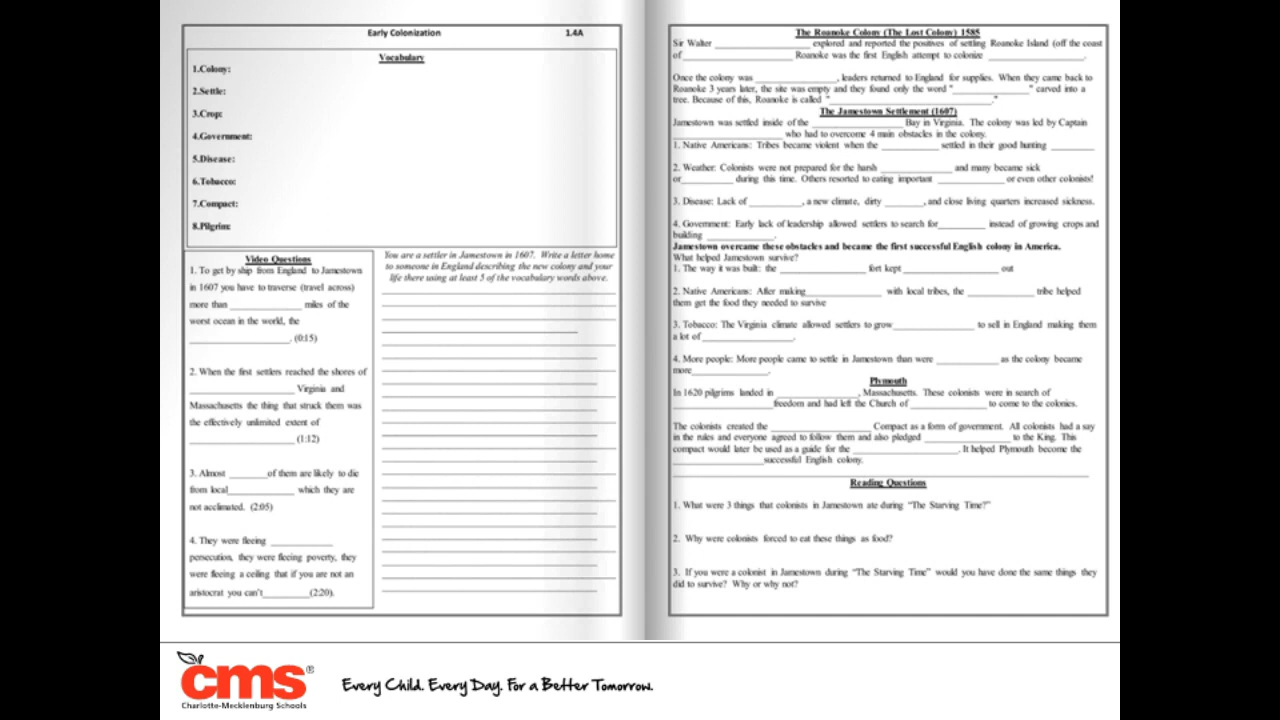 Early Colonization 1.4A
Vocabulary
1.Colony:
2.Settle:
3.Crop:
4.Government:
5.Disease:
6.Tobacco:
7.Compact:
8.Pilgrim:
Video Questions
1. To get by ship from England to Jamestown
in 1607 you have to traverse (travel across)
more than ______________ miles of the
worst ocean in the world, the
____________________. (0:15)
2. When the first settlers reached the shores of
_____________________ Virginia and
Massachusetts the thing that struck them was
the effectively unlimited extent of
_____________________ (1:12)
3. Almost ________of them are likely to die
from local_____________ which they are
not acclimated. (2:05)
4. They were fleeing ____________
persecution, they were fleeing poverty, they
were fleeing a ceiling that if you are not an
aristocrat you can't_________(2:20).
You are a settler in Jamestown in 1607. Write a letter home
to someone in England describing the new colony and your
life there using at least 5 of the vocabulary words above.
The Roanoke Colony (The Lost Colony) 1585
Sir Walter ___________________ explored and reported the positives of settling Roanoke Island (off the coast
of ______________________ Roanoke was the first English attempt to colonize ___________________.
Once the colony was ________________, leaders returned to England for supplies. When they came back to
Roanoke 3 years later, the site was empty and they found only the word "_______________" carved into a
tree. Because of this, Roanoke is called "________________________________."
The Jamestown Settlement (1607)
Jamestown was settled inside of the __________________ Bay in Virginia. The colony was led by Captain
______________________ who had to overcome 4 main obstacles in the colony.
1. Native Americans: Tribes became violent when the ___________ settled in their good hunting _________
2. Weather: Colonists were not prepared for the harsh ______________ and many became sick
or__________ during this time. Others resorted to eating important _____________ or even other colonists!
3. Disease: Lack of __________, a new climate, dirty ________, and close living quarters increased sickness.
4. Government: Early lack of leadership allowed settlers to search for_________ instead of growing crops and
building _____________.
Jamestown overcame these obstacles and became the first successful English colony in America.
What helped Jamestown survive?
1. The way it was built: the _________________ fort kept ___________________ out
2. Native Americans: After making_______________ with local tribes, the _____________ tribe helped
them get the food they needed to survive
3. Tobacco: The Virginia climate allowed settlers to grow________________ to sell in England making them
a lot of __________________.
4. More people: More people came to settle in Jamestown than were ____________ as the colony became
more_______________.
Plymouth
In 1620 pilgrims landed in ________________, Massachusetts. These colonists were in search of
____________________freedom and had left the Church of _______________ to come to the colonies.
The colonists created the ____________________ Compact as a form of government. All colonists had a say
in the rules and everyone agreed to follow them and also pledged _________________ to the King. This
compact would later be used as a guide for the _____________________. It helped Plymouth become the
__________________successful English colony.
Reading Questions
1. What were 3 things that colonists in Jamestown ate during "The Starving Time?"
2. Why were colonists forced to eat these things as food?
3. If you were a colonist in Jamestown during "The Starving Time" would you have done the same things they
did to survive? Why or why not?
cms®
Charlotte-Mecklenburg Schools
Every Child. Every Day. For a Better Tomorrow.